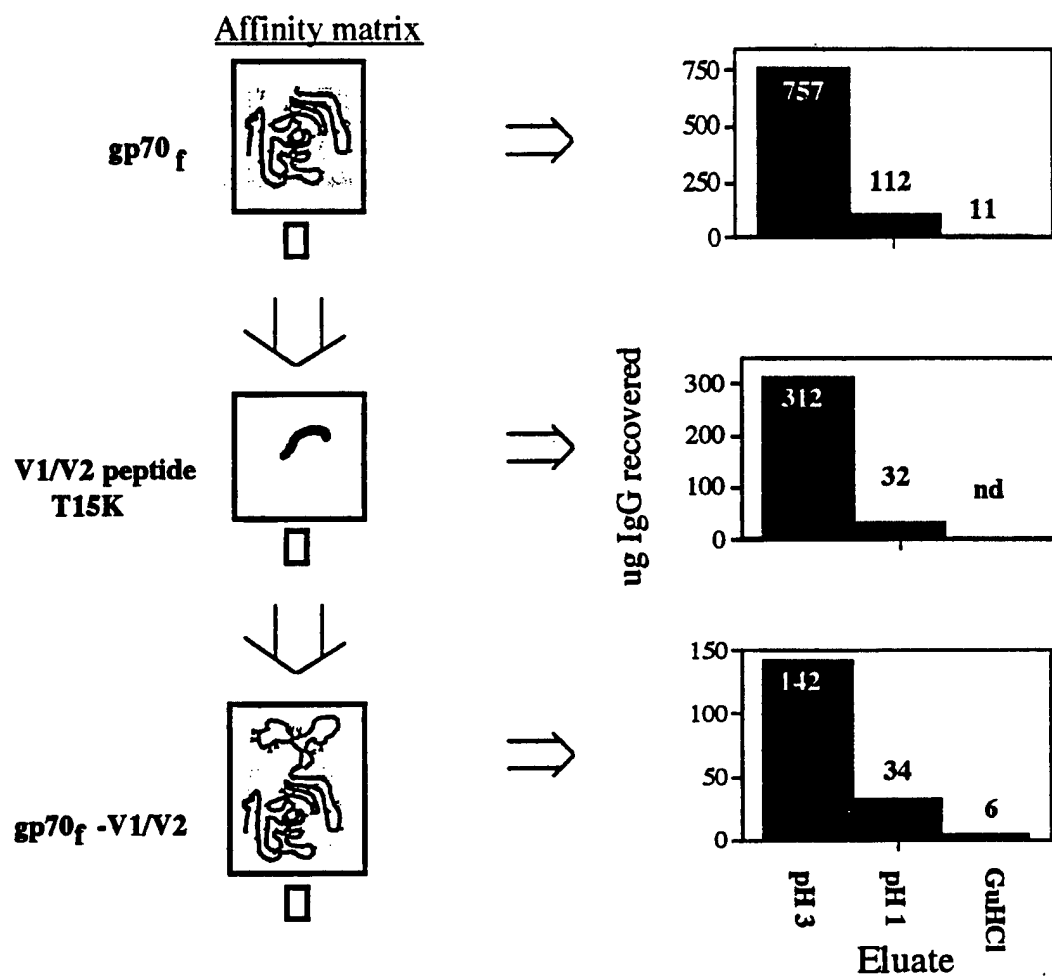 Affinity matrix
gp70 f
750
500
250
0
757
112
11
V1/V2 peptide
T15K
ug IgG recovered
300
200
100
0
312
32
nd
gp70f -V1/V2
150
100
50
0
142
34
6
pH 3
pH 1
GuHCl
Eluate